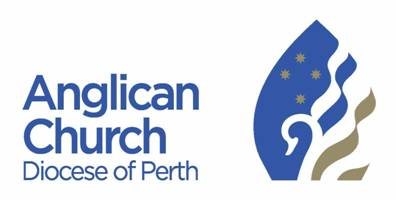 Anglican
Church
Diocese of Perth